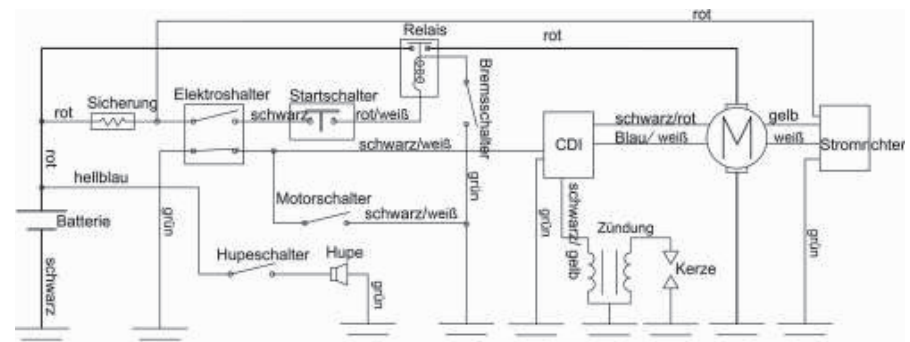 rot
Relais
rot
Sicherung
Elektroshalter
Startschalter
Bremsschalter
rot
schwarz
rot/weiß
schwarz/rot
gelb
CDI
M
Stromrichter
Blau/ weiß
weiß
schwarz/weiß
rot
hellblau
grün
Motorschalter
schwarz/weiß
grün
grün
schwarz/ gelb
Zündung
grün
Batterie
Hupeschalter
Hupe
Kerze
schwarz
grün